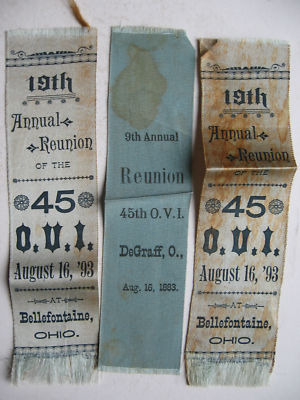 19th
Annual
Reunion
OF THE
45
O.V.I.
August 16, '93
AT
Bellefontaine,
OHIO.
9th Annual
Reunion
45th O.V.I.
DeGraff, O.,
Aug. 16, 1883.
19th
Annual
Reunion
OF THE
45
O.V.I.
August 16, '93
AT
Bellefontaine,
OHIO.